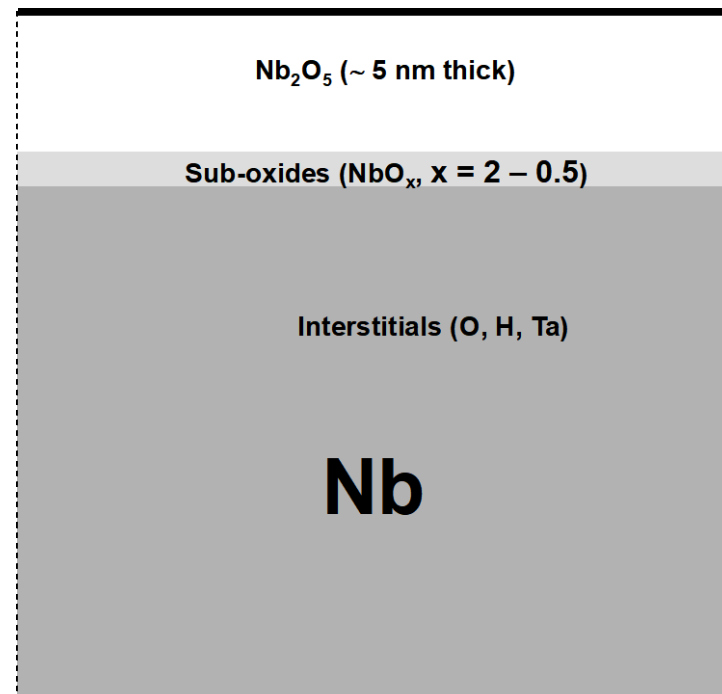 Nb₂O₅ (~ 5 nm thick)
Sub-oxides (NbOₓ, x = 2 – 0.5)
Interstitials (O, H, Ta)
Nb